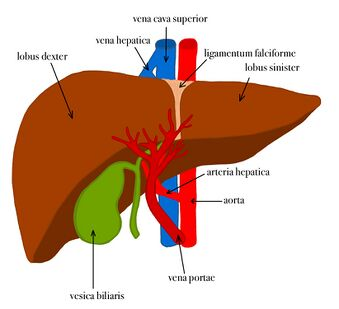 vena cava superior
vena hepatica
ligamentum falciforme
lobus dexter
lobus sinister
arteria hepatica
aorta
vena portae
vesica biliaris